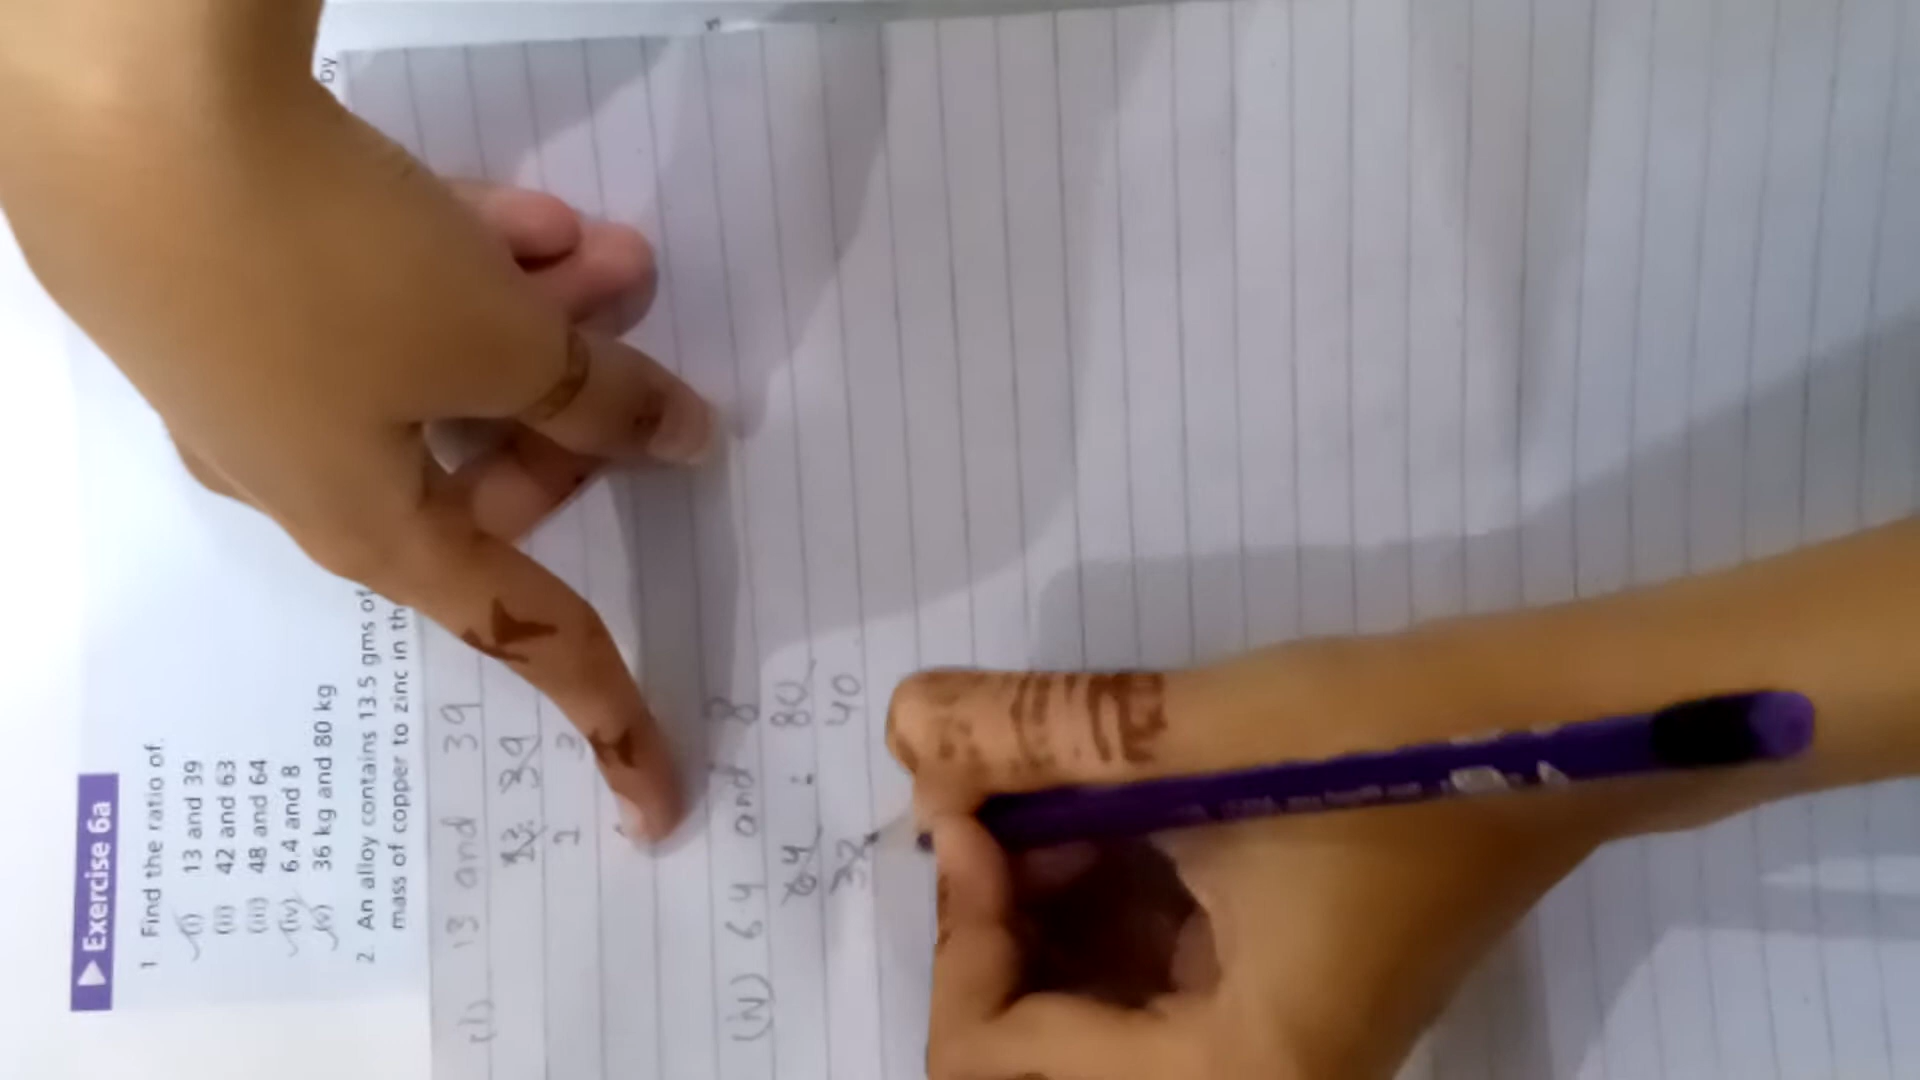 ▶ Exercise 6a
1 Find the ratio of
(i) 13 and 39
(ii) 42 and 63
(iii) 48 and 64
(iv) 6.4 and 8
(v) 36 kg and 80 kg
2. An alloy contains 13.5 gms of
by
mass of copper to zinc in th
(i) 13 and 39
13 : 39
1 3
(iv) 64 and 8
64 : 80
32 40